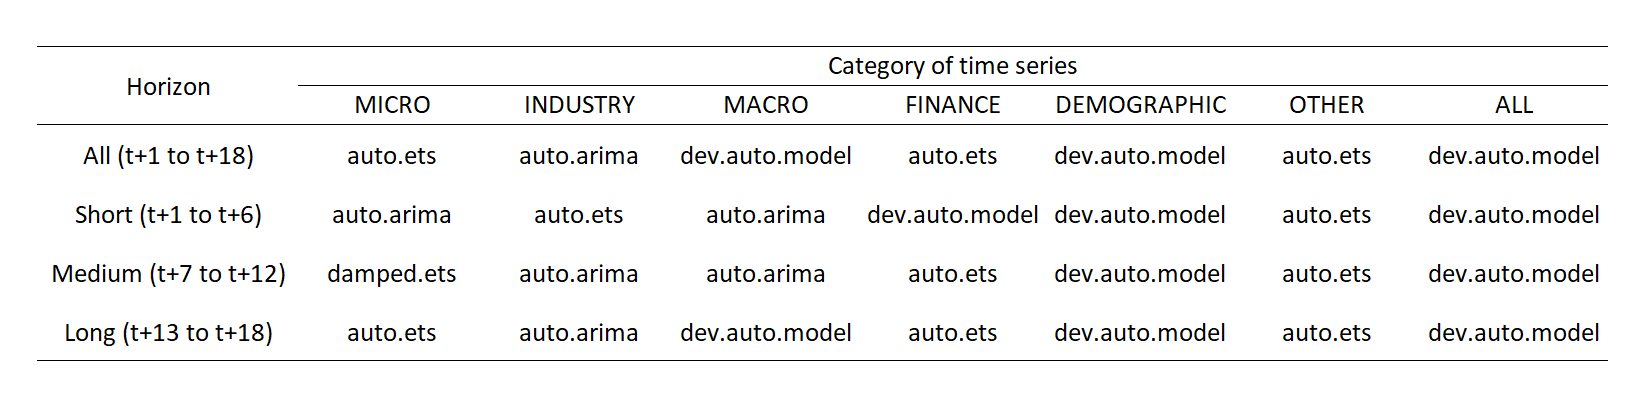 Category of time series
Horizon
MICRO INDUSTRY MACRO FINANCE DEMOGRAPHIC OTHER ALL
All (t+1 to t+18) auto.ets auto.arima dev.auto.model auto.ets dev.auto.model auto.ets dev.auto.model
Short (t+1 to t+6) auto.arima auto.ets auto.arima dev.auto.model dev.auto.model auto.ets dev.auto.model
Medium (t+7 to t+12) damped.ets auto.arima auto.arima auto.ets dev.auto.model auto.ets dev.auto.model
Long (t+13 to t+18) auto.ets auto.arima dev.auto.model auto.ets dev.auto.model auto.ets dev.auto.model